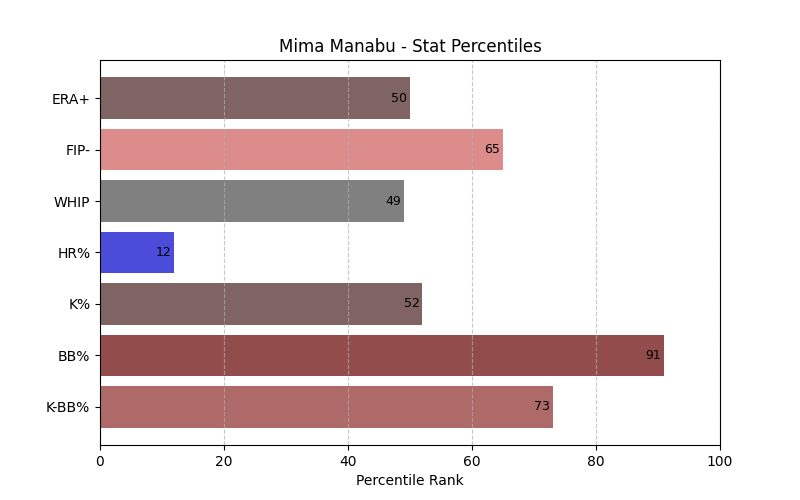 Mima Manabu - Stat Percentiles
ERA+ 50
FIP- 65
WHIP 49
HR% 12
K% 52
BB% 91
K-BB% 73
0 20 40 60 80 100
Percentile Rank